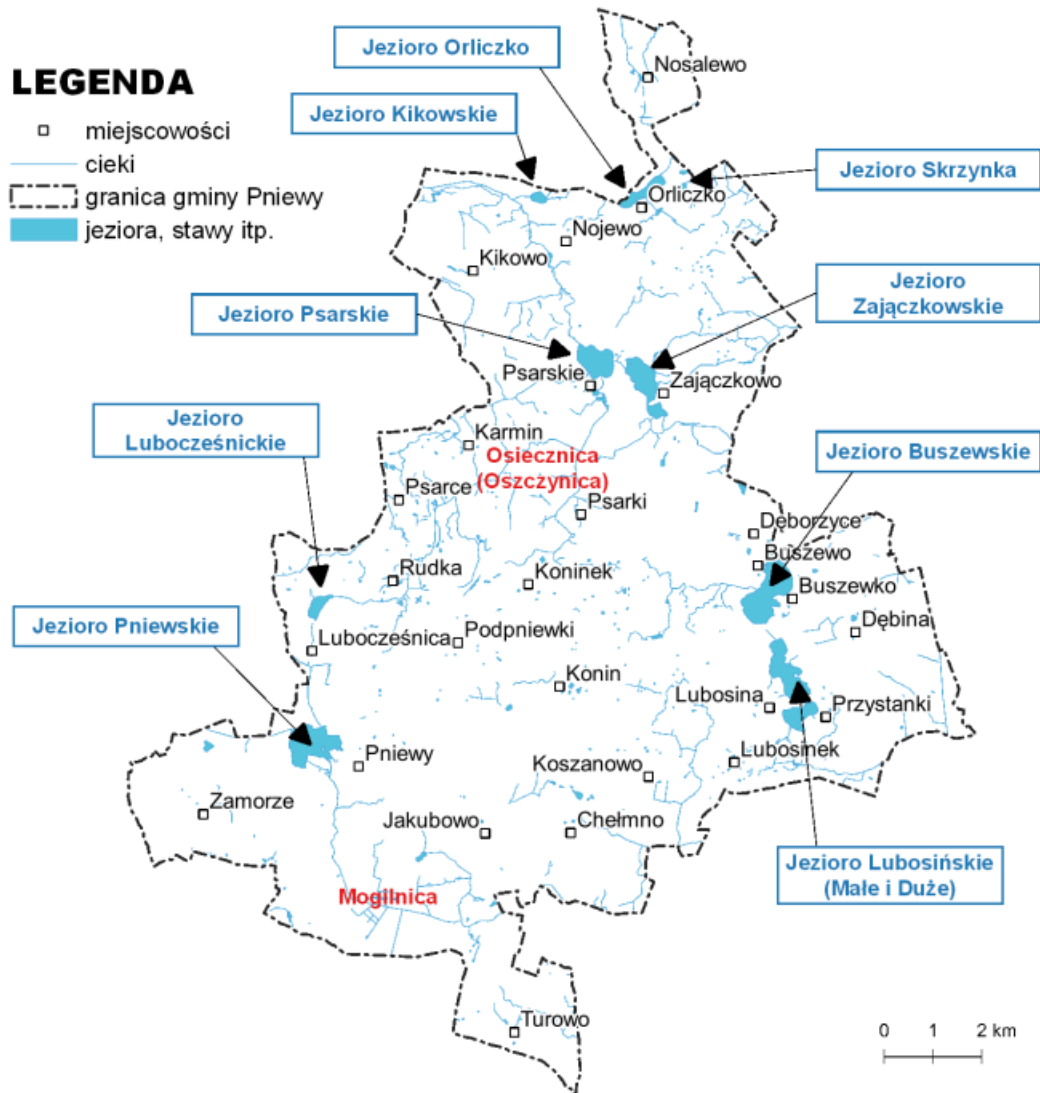 Jezioro Orliczko
Nosalewo
LEGENDA
Jezioro Kikowskie
miejscowości
cieki
Jezioro Skrzynka
granica gminy Pniewy
Orliczko
jeziora, stawy itp.
Nojewo
Kikowo
Jezioro
Zajączkowskie
Jezioro Psarskie
Psarskie
Zajączkowo
Jezioro
Lubocześnickie
Karmin
Osiecznica
(Oszczynica)
Jezioro Buszewskie
Psarce
Psarki
Dęborzyce
Buszewo
Rudka
Koninek
Buszewko
Jezioro Pniewskie
Lubocześnica
Podpniewki
Dębina
Konin
Lubosina
Przystanki
Pniewy
Koszanowo
Lubosinek
Zamorze
Jakubowo
Chełmno
Jezioro Lubosińskie
(Małe i Duże)
Mogilnica
Turowo
0 1 2 km